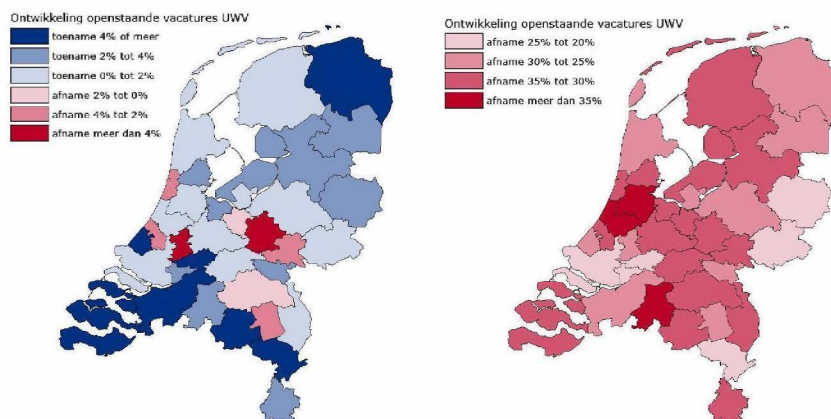 Ontwikkeling openstaande vacatures UWV
toename 4% of meer
toename 2% tot 4%
toename 0% tot 2%
afname 2% tot 0%
afname 4% tot 2%
afname meer dan 4%
Ontwikkeling openstaande vacatures UWV
afname 25% tot 20%
afname 30% tot 25%
afname 35% tot 30%
afname meer dan 35%